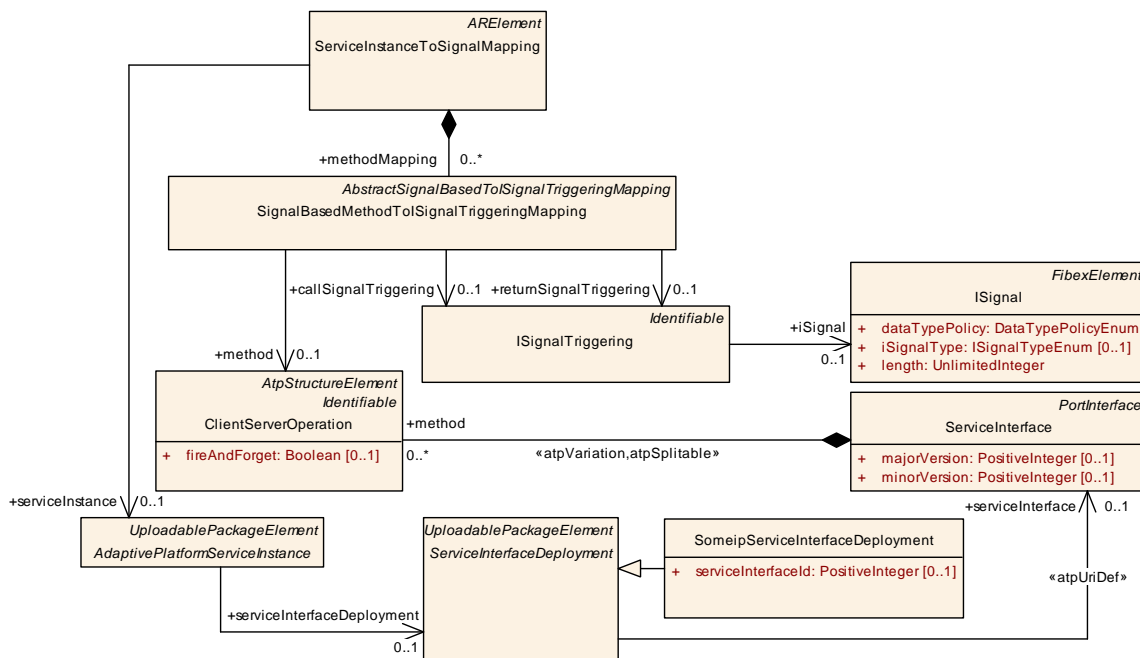 ARElement
ServiceInstanceToSignalMapping
+methodMapping
0..*
AbstractSignalBasedToISignalTriggeringMapping
SignalBasedMethodToISignalTriggeringMapping
+callSignalTriggering
0..1
+returnSignalTriggering
0..1
+method
0..1
Identifiable
ISignalTriggering
+iSignal
0..1
FibexElement
ISignal
+ dataTypePolicy: DataTypePolicyEnum
+ iSignalType: ISignalTypeEnum [0..1]
+ length: UnlimitedInteger
AtpStructureElement
Identifiable
ClientServerOperation
+ fireAndForget: Boolean [0..1]
+method
0..*
«atpVariation,atpSplitable»
PortInterface
ServiceInterface
+ majorVersion: PositiveInteger [0..1]
+ minorVersion: PositiveInteger [0..1]
+serviceInstance
0..1
+serviceInterface
0..1
UploadablePackageElement
AdaptivePlatformServiceInstance
UploadablePackageElement
ServiceInterfaceDeployment
SomeipServiceInterfaceDeployment
+ serviceInterfaceId: PositiveInteger [0..1]
«atpUriDef»
+serviceInterfaceDeployment
0..1